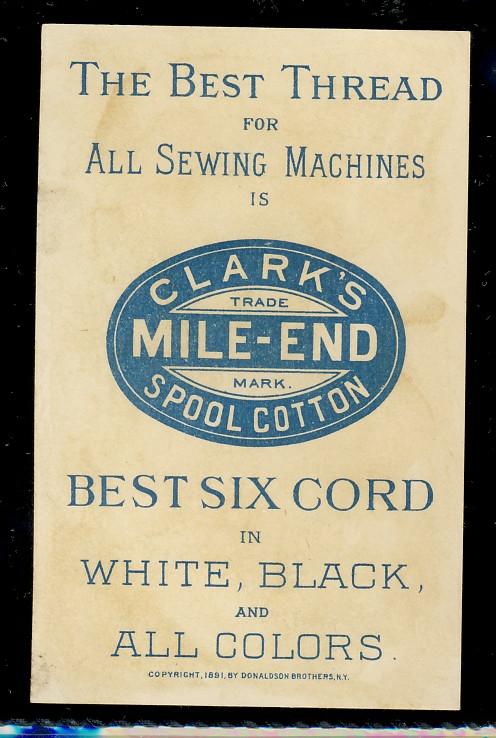 THE BEST THREAD
FOR
ALL SEWING MACHINES
IS
CLARK'S
TRADE
MILE-END
MARK.
SPOOL COTTON
BEST SIX CORD
IN
WHITE, BLACK,
AND
ALL COLORS.
COPYRIGHT, 1891, BY DONALDSON BROTHERS, N.Y.